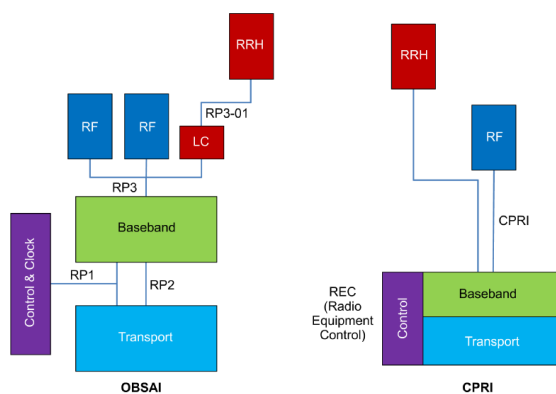 RRH
RP3-01
RF
RF
LC
RP3
Baseband
Control & Clock
RP1
RP2
Transport
OBSAI
RRH
RF
CPRI
REC
(Radio
Equipment
Control)
Control
Baseband
Transport
CPRI